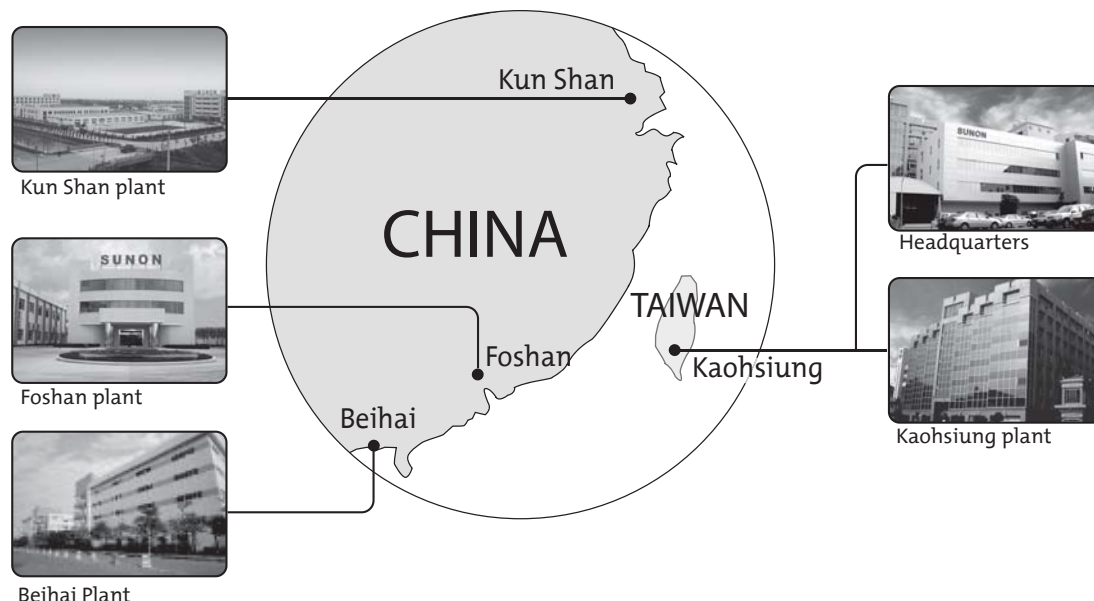 Kun Shan
Kun Shan plant
SUNON
Headquarters
CHINA
SUNON
Foshan plant
TAIWAN
Foshan
Kaohsiung
Kaohsiung plant
Beihai
Beihai Plant